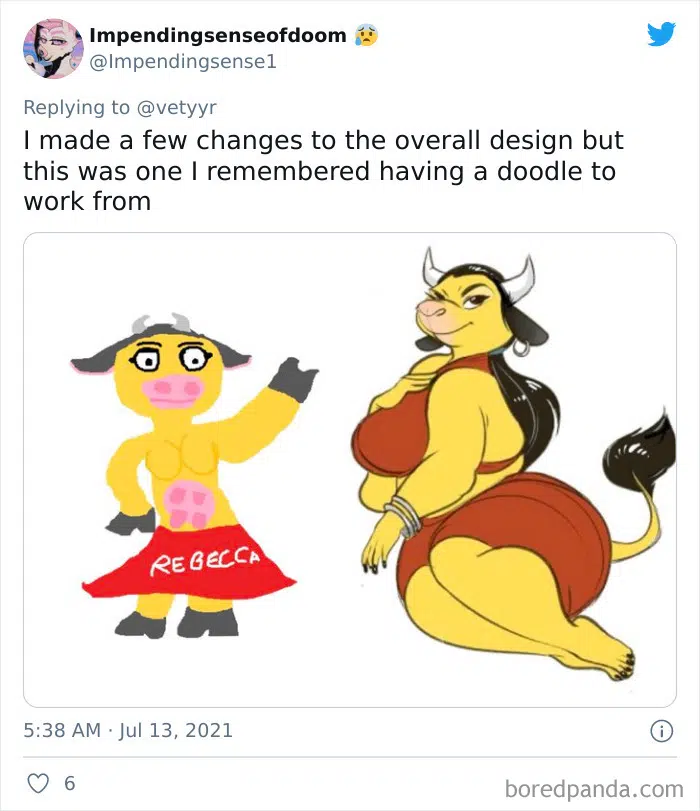 Impendingsenseofdoom 😰
@Impendingsense1
Replying to @vetyyr
I made a few changes to the overall design but
this was one I remembered having a doodle to
work from
REBECCA
5:38 AM · Jul 13, 2021
6
boredpanda.com